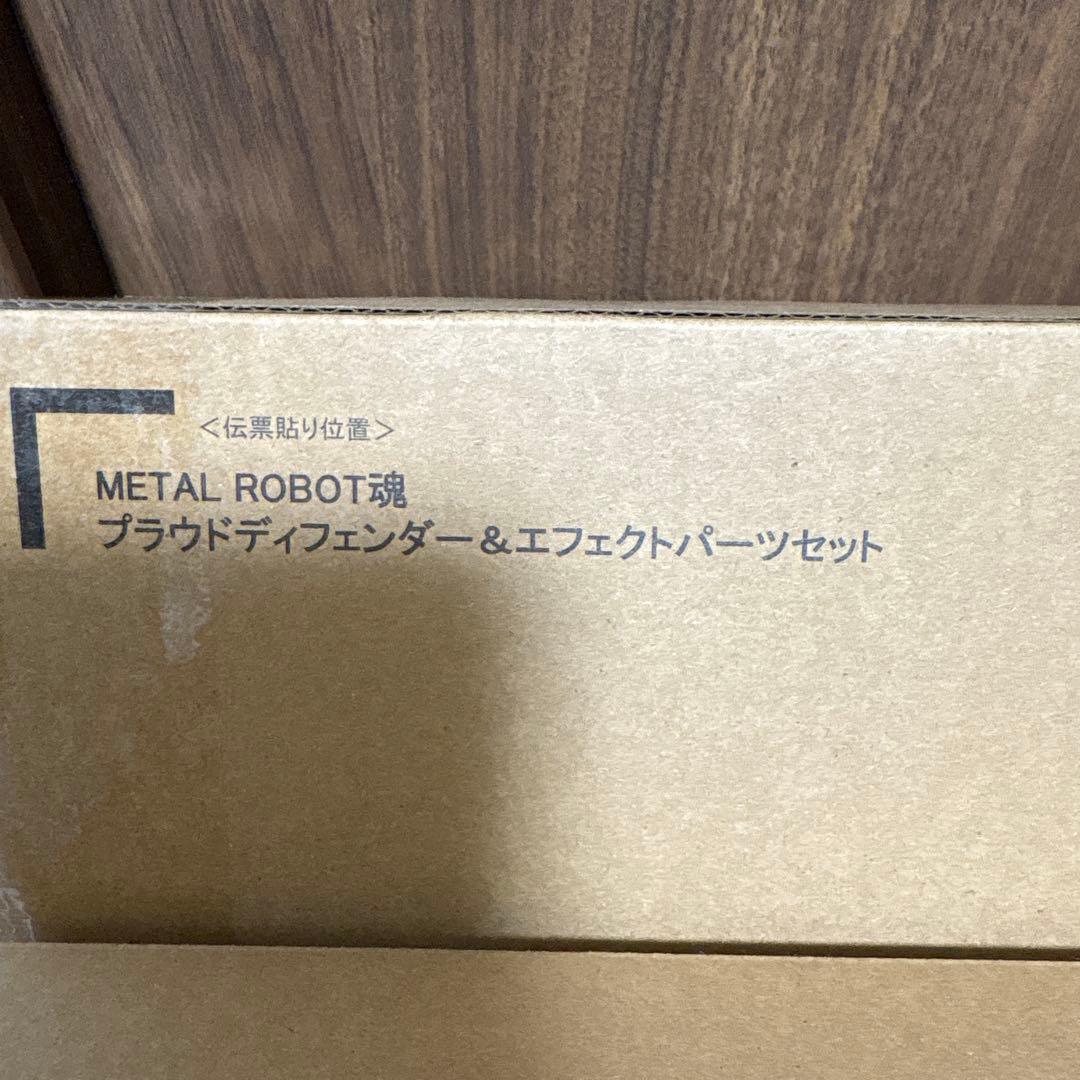 <伝票貼り位置>
METAL ROBOT魂
プラウドディフェンダー&エフェクトパーツセット